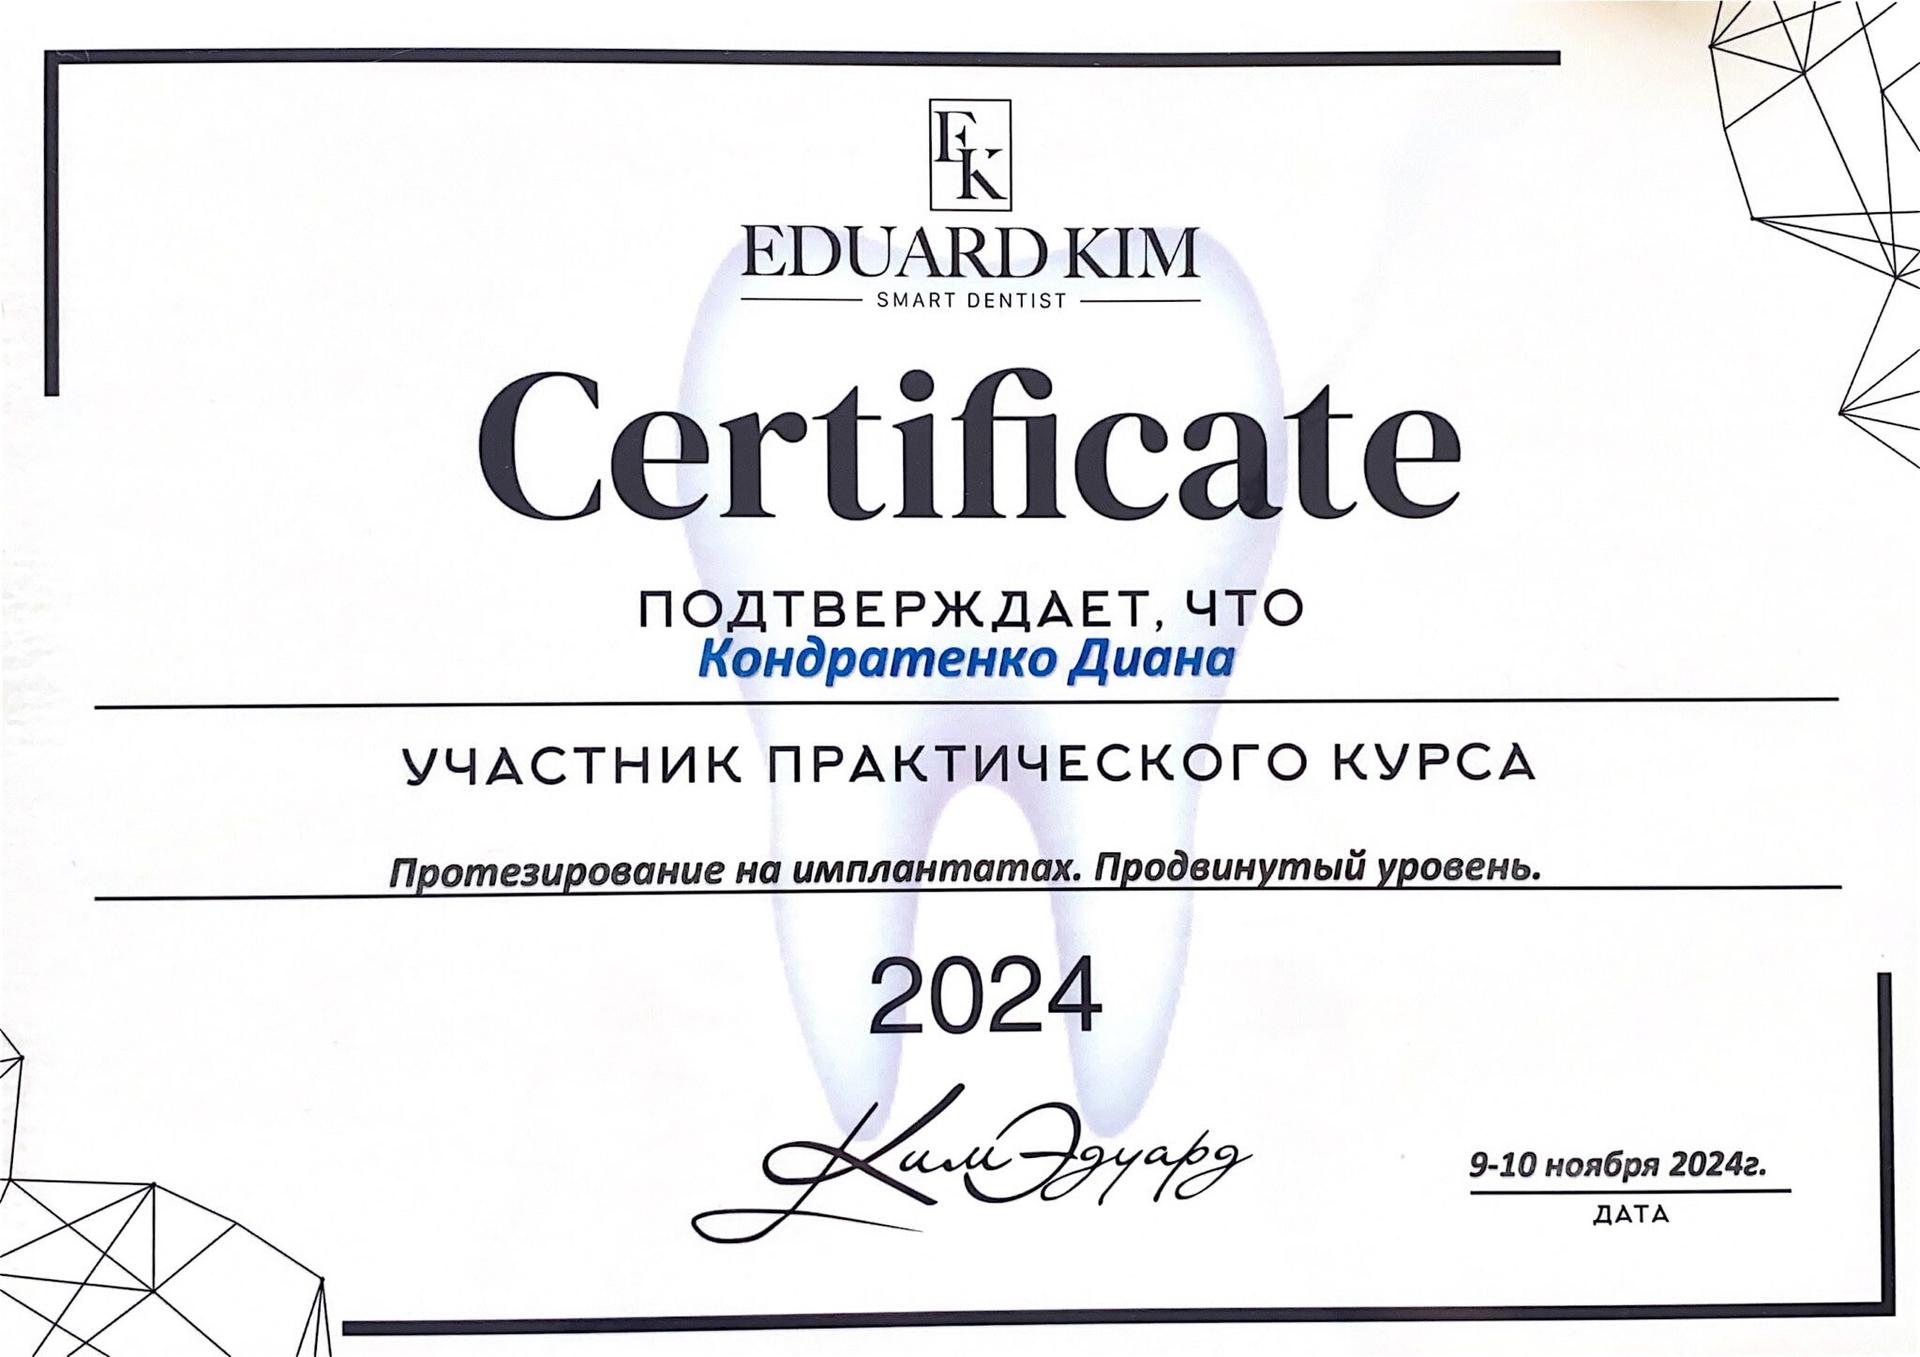 EK
EDUARD KIM
SMART DENTIST
Certificate
ПОДТВЕРЖДАЕТ, ЧТО
Кондратенко Диана
УЧАСТНИК ПРАКТИЧЕСКОГО КУРСА
Протезирование на имплантатах. Продвинутый уровень.
2024
Ким Эдуард
9-10 ноября 2024г.
ДАТА